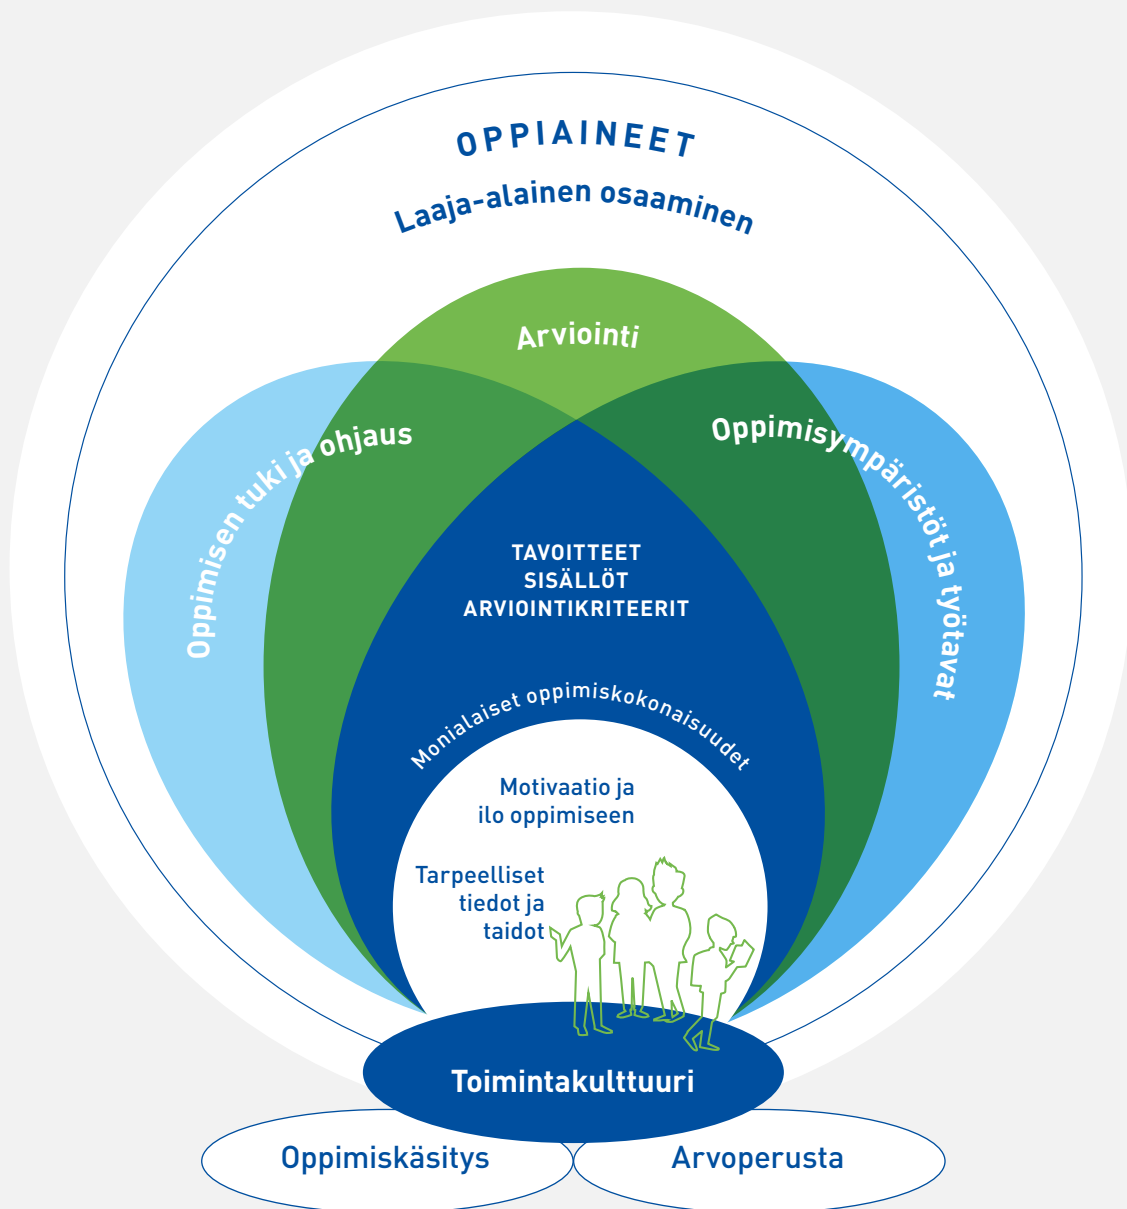 OPPIAINEET
Laaja-alainen osaaminen
Arviointi
Oppimisen tuki ja ohjaus
Oppimisympäristöt ja työtavat
TAVOITTEET
SISÄLLÖT
ARVIOINTIKRITEERIT
Monialaiset oppimiskokonaisuudet
Motivaatio ja
ilo oppimiseen
Tarpeelliset
tiedot ja
taidot
Toimintakulttuuri
Oppimiskäsitys
Arvoperusta